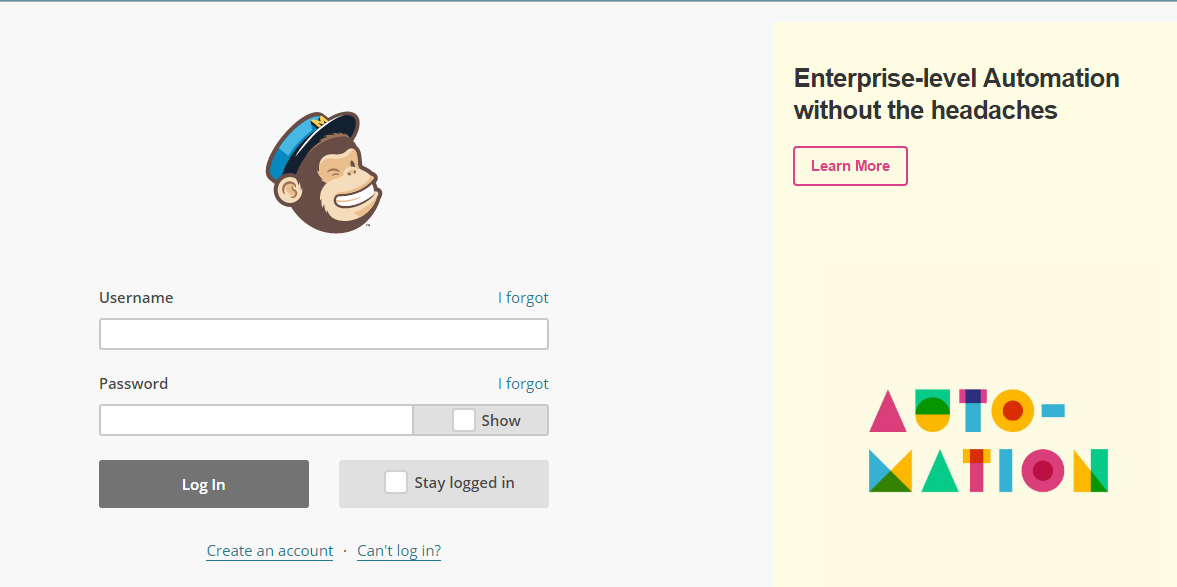 Enterprise-level Automation
without the headaches
Learn More
Username
I forgot
Password
I forgot
Show
Log In
Stay logged in
Create an account · Can't log in?
AUTO-
MATION
M
™